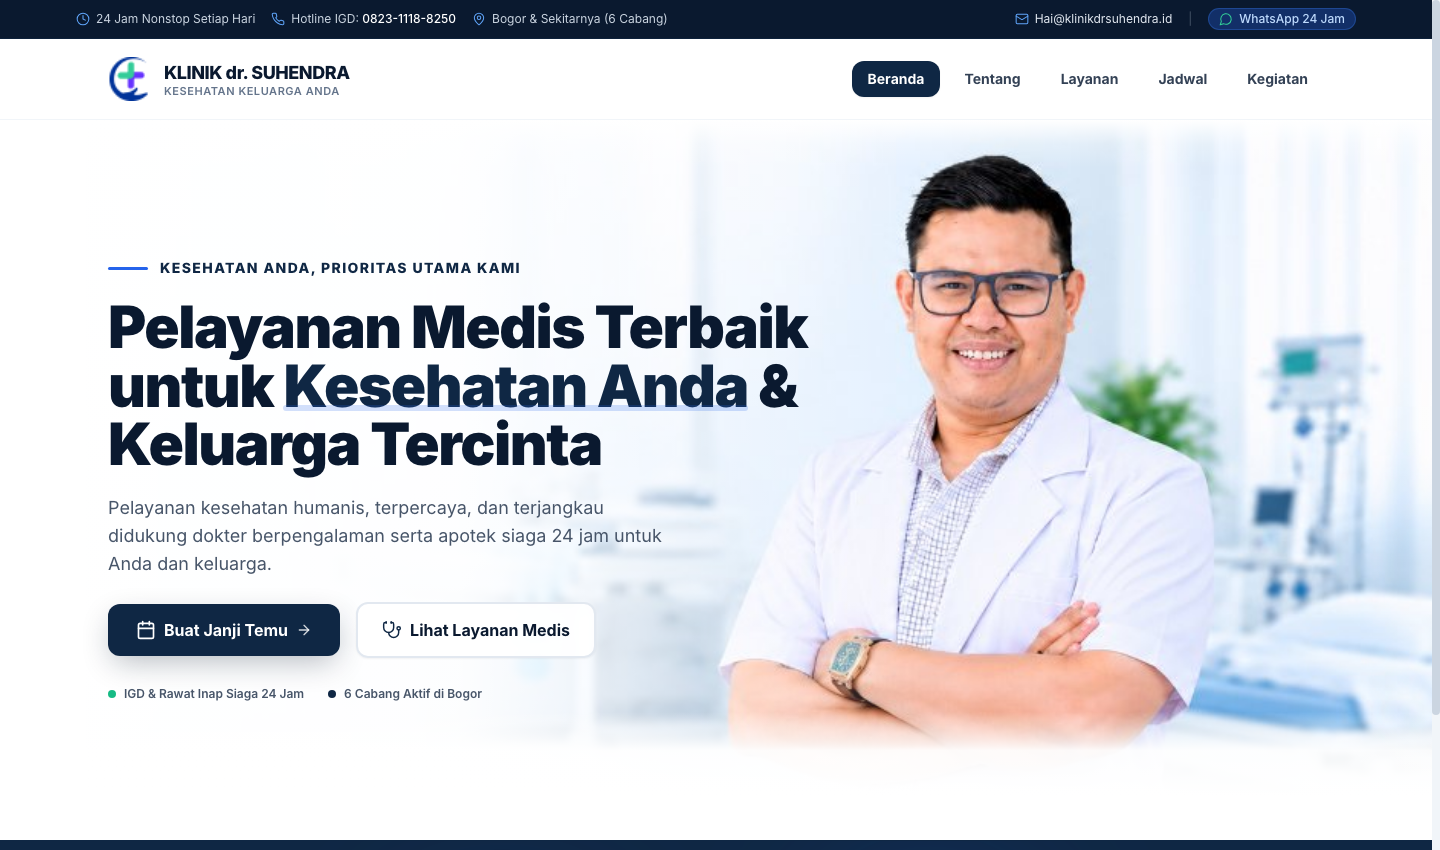 24 Jam Nonstop Setiap Hari
Hotline IGD: 0823-1118-8250
Bogor & Sekitarnya (6 Cabang)
Hai@klinikdrsuhendra.id
WhatsApp 24 Jam
KLINIK dr. SUHENDRA
KESEHATAN KELUARGA ANDA
Beranda
Tentang
Layanan
Jadwal
Kegiatan
KESEHATAN ANDA, PRIORITAS UTAMA KAMI
Pelayanan Medis Terbaik
untuk Kesehatan Anda &
Keluarga Tercinta
Pelayanan kesehatan humanis, terpercaya, dan terjangkau
didukung dokter berpengalaman serta apotek siaga 24 jam untuk
Anda dan keluarga.
Buat Janji Temu
Lihat Layanan Medis
IGD & Rawat Inap Siaga 24 Jam
6 Cabang Aktif di Bogor